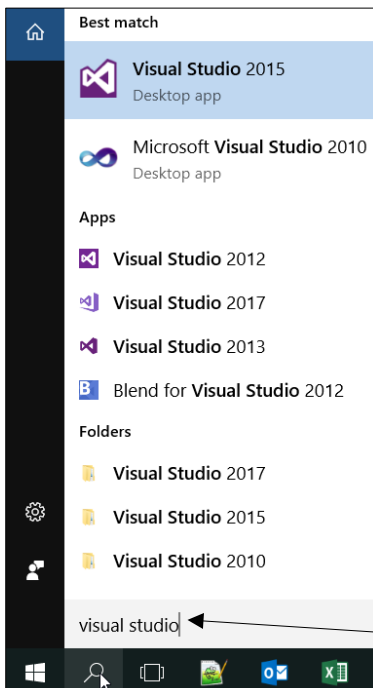 Best match
Visual Studio 2015
Desktop app
Microsoft Visual Studio 2010
Desktop app
Apps
Visual Studio 2012
Visual Studio 2017
Visual Studio 2013
B Blend for Visual Studio 2012
Folders
Visual Studio 2017
Visual Studio 2015
Visual Studio 2010
visual studio